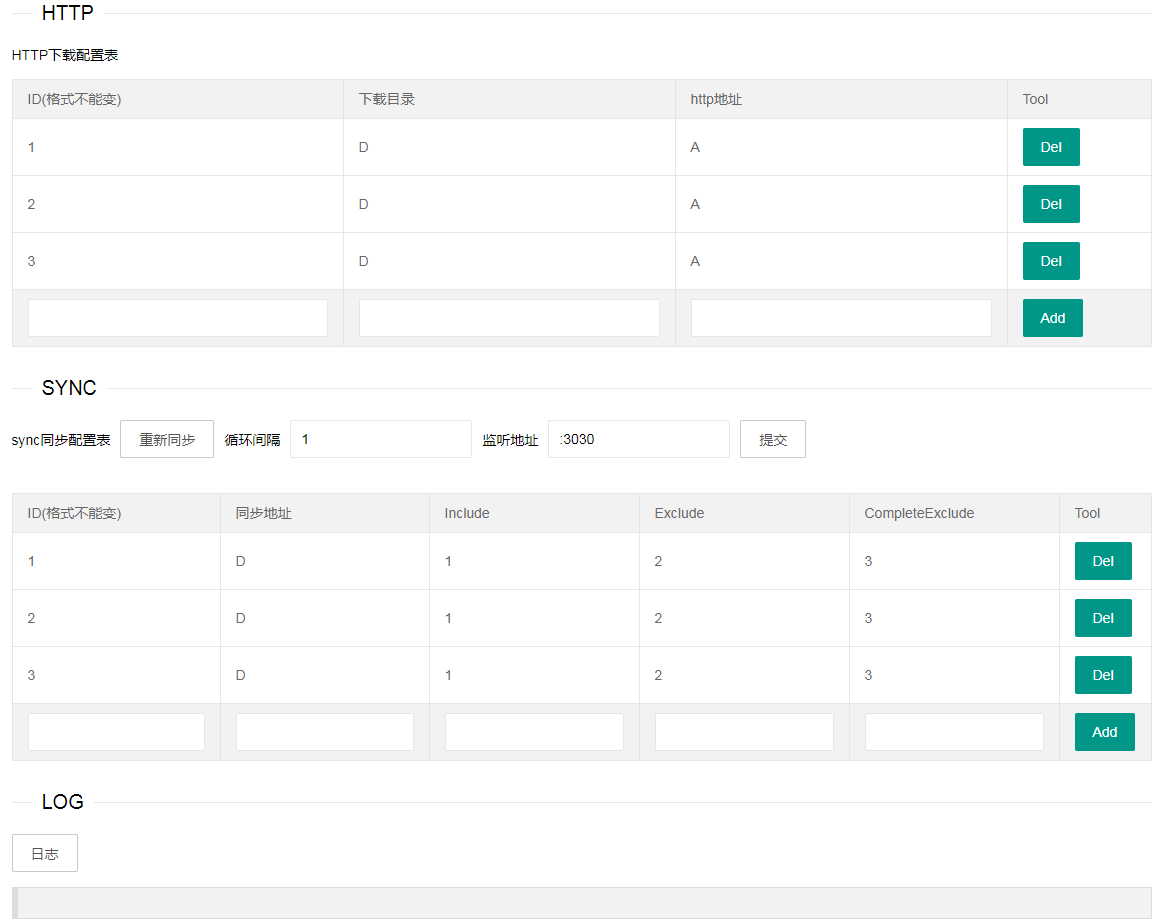 HTTP
HTTP下载配置表
ID(格式不能变) 下载目录 http地址 Tool
1 D A Del
2 D A Del
3 D A Del
Add
SYNC
sync同步配置表 重新同步 循环间隔 1 监听地址 :3030 提交
ID(格式不能变) 同步地址 Include Exclude CompleteExclude Tool
1 D 1 2 3 Del
2 D 1 2 3 Del
3 D 1 2 3 Del
Add
LOG
日志